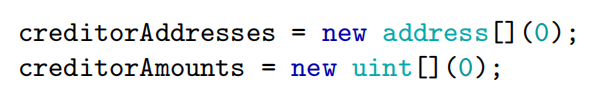 creditorAddresses = new address[](0);
creditorAmounts = new uint[](0);